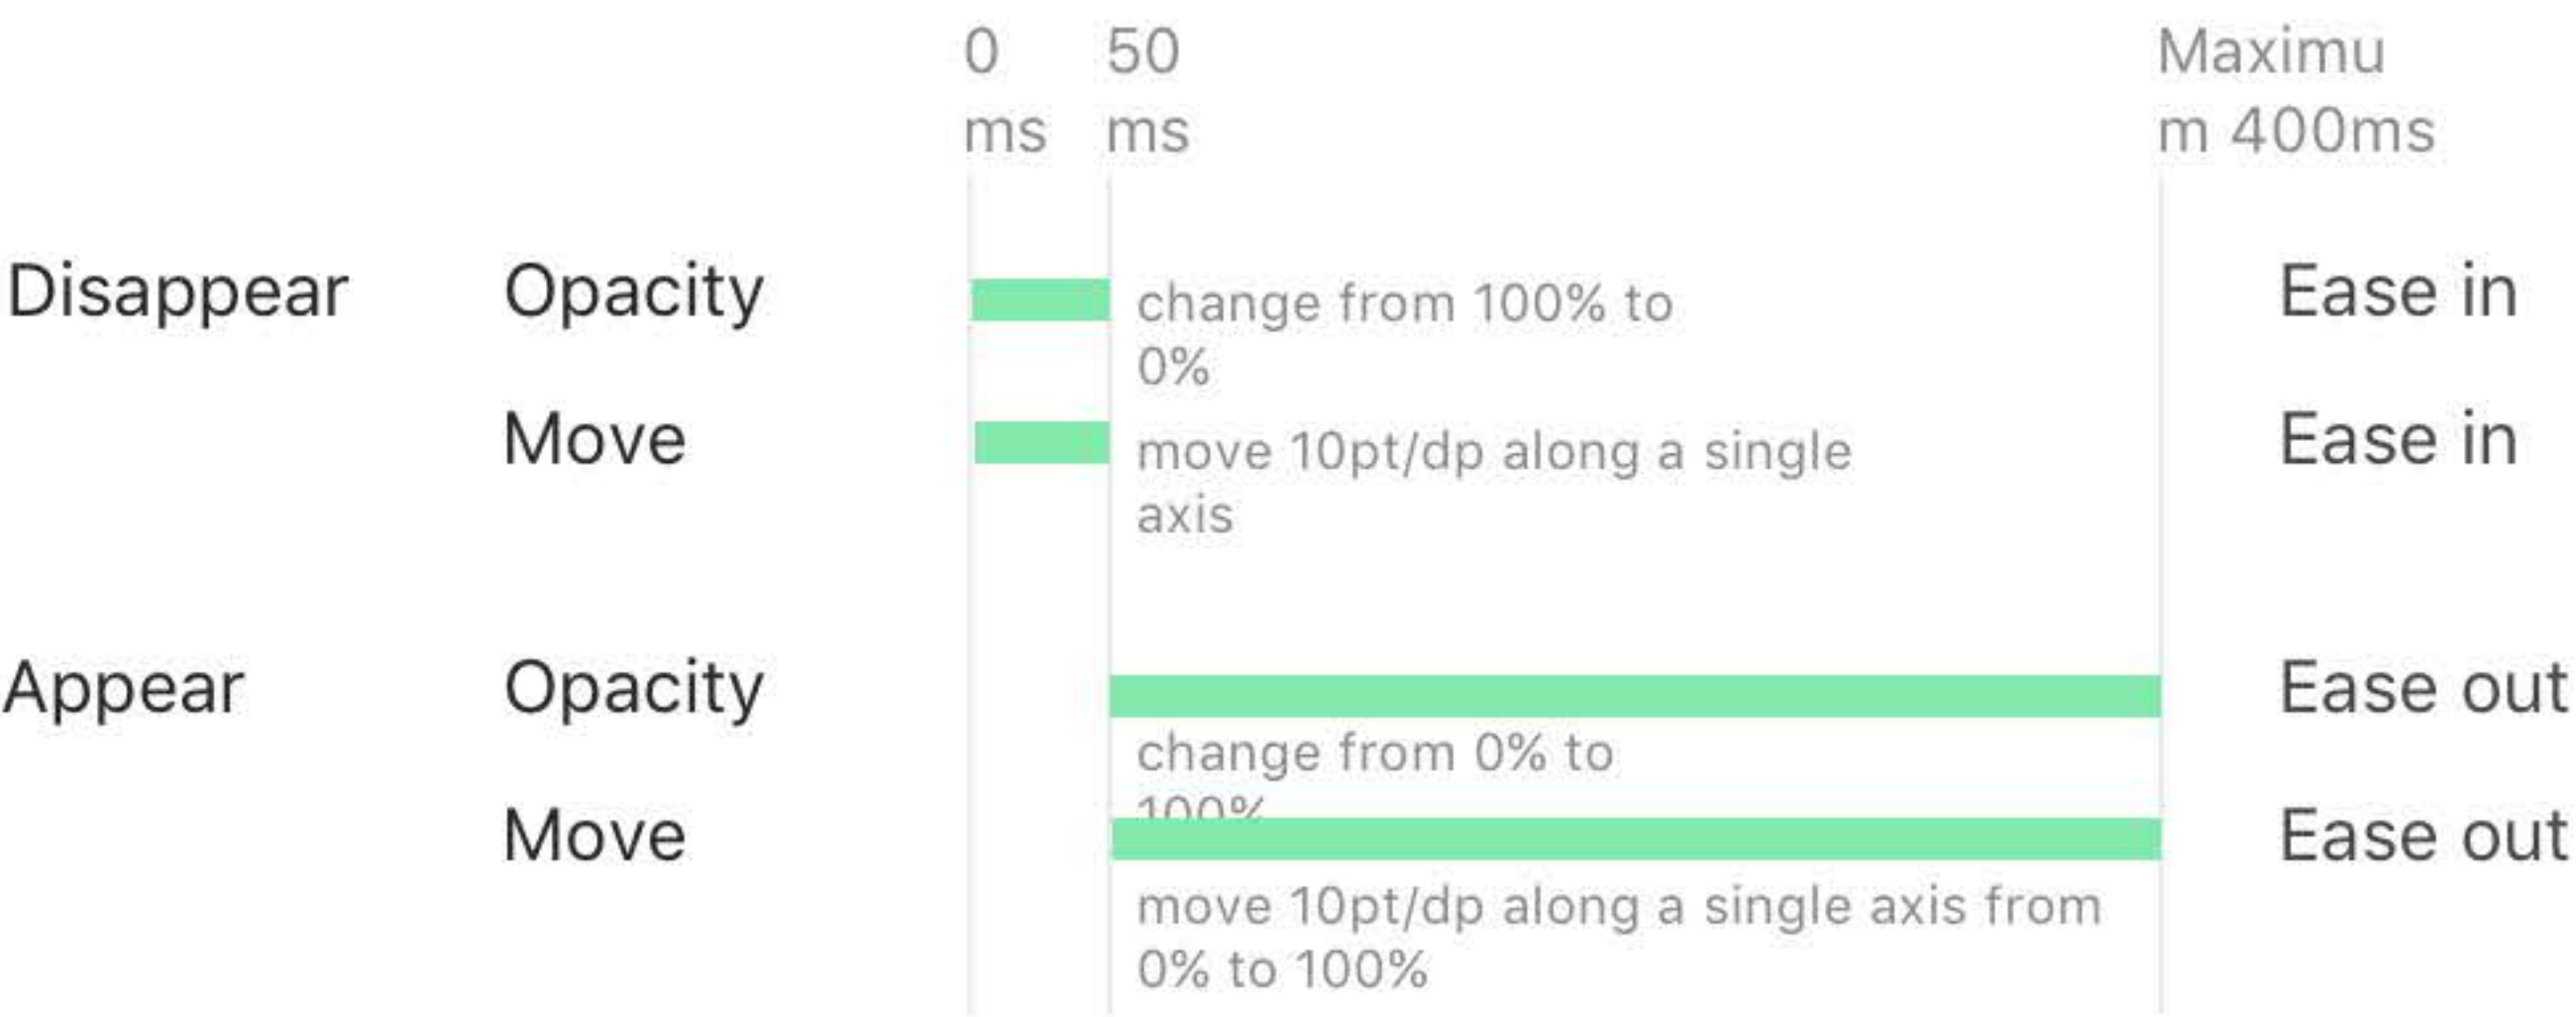 0 50 Maximu
ms ms m 400ms
Disappear Opacity change from 100% to Ease in
0%
Move move 10pt/dp along a single Ease in
axis
Appear Opacity Ease out
change from 0% to
100%
Move Ease out
move 10pt/dp along a single axis from
0% to 100%